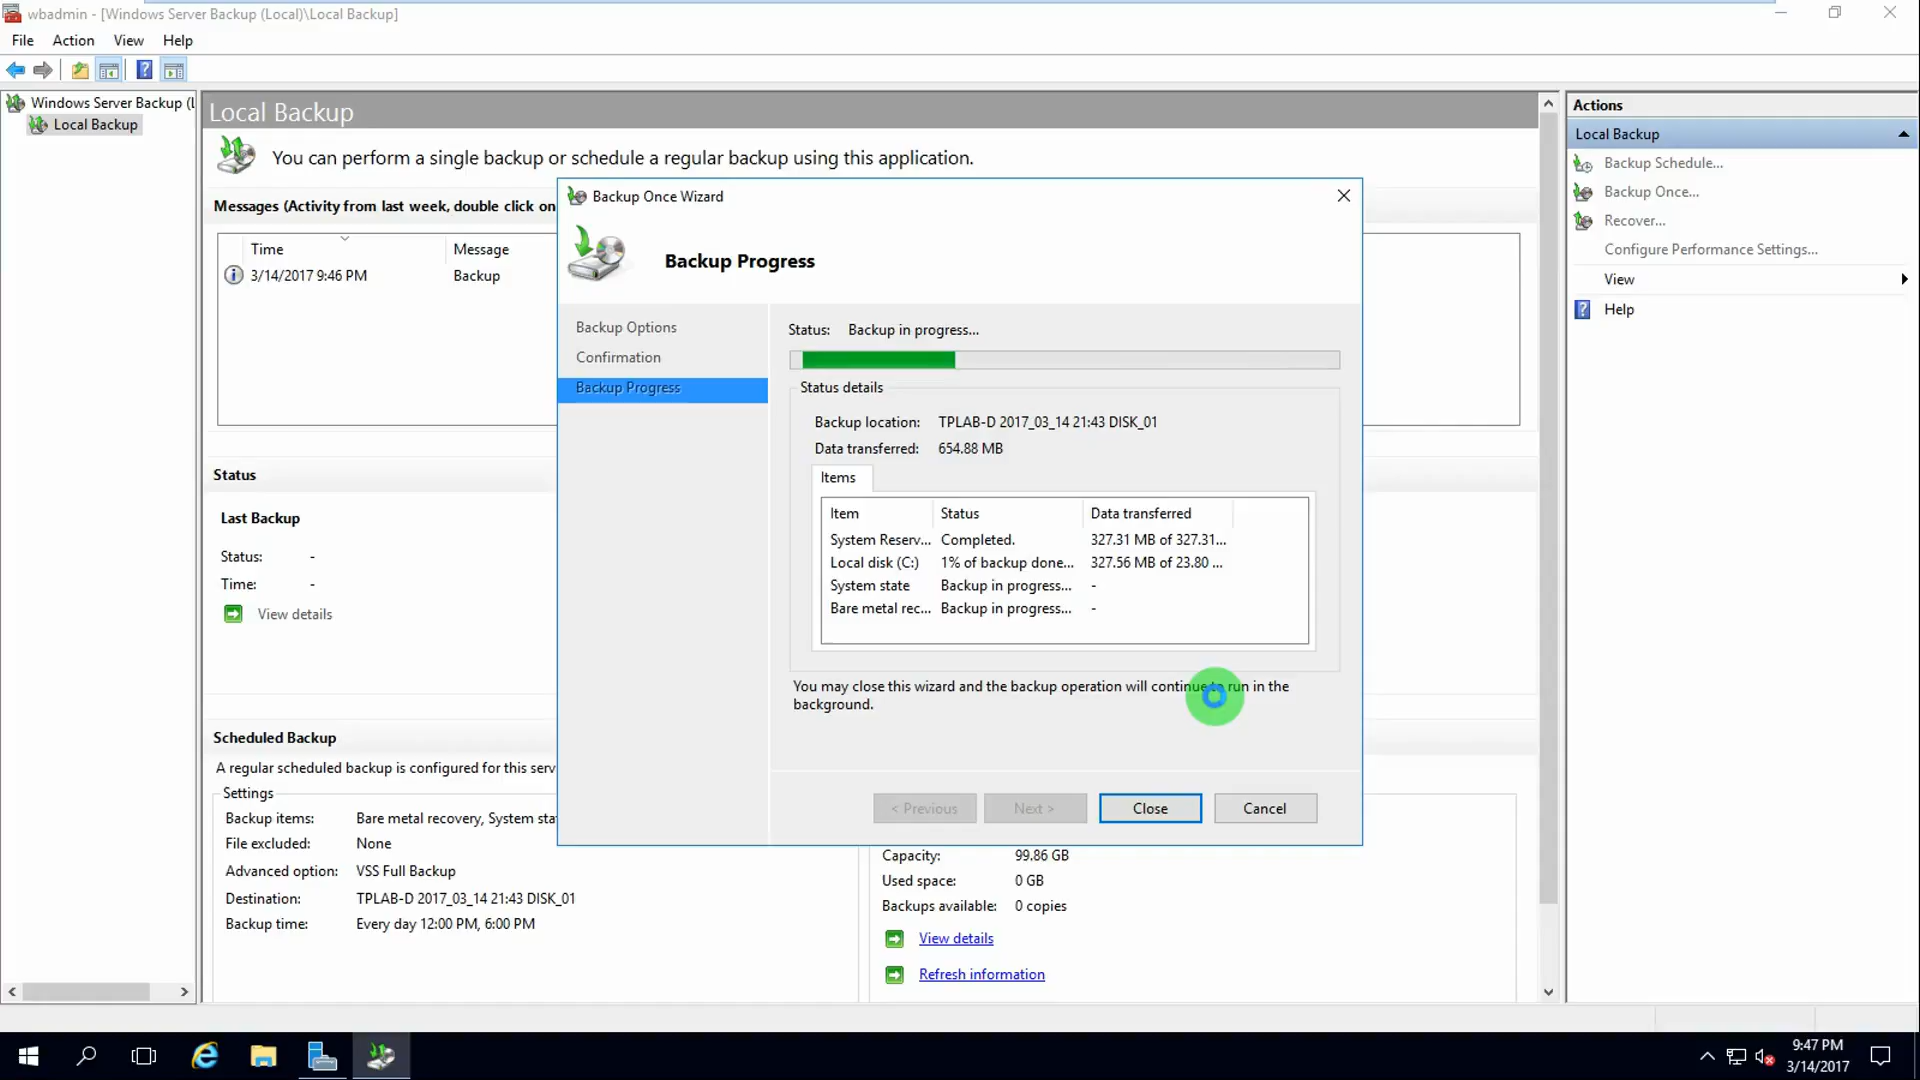 wbadmin - [Windows Server Backup (Local)\Local Backup]
File Action View Help
Windows Server Backup (L
Local Backup
Local Backup
You can perform a single backup or schedule a regular backup using this application.
Messages (Activity from last week, double click on
Time Message
3/14/2017 9:46 PM Backup
Status
Last Backup
Status: -
Time: -
View details
Scheduled Backup
A regular scheduled backup is configured for this serv
Settings
Backup items: Bare metal recovery, System sta
File excluded: None
Advanced option: VSS Full Backup
Destination: TPLAB-D 2017_03_14 21:43 DISK_01
Backup time: Every day 12:00 PM, 6:00 PM
Capacity: 99.86 GB
Used space: 0 GB
Backups available: 0 copies
View details
Refresh information
Backup Once Wizard
Backup Progress
Backup Options
Confirmation
Backup Progress
Status: Backup in progress...
Status details
Backup location: TPLAB-D 2017_03_14 21:43 DISK_01
Data transferred: 654.88 MB
Items
Item Status Data transferred
System Reserv... Completed. 327.31 MB of 327.31...
Local disk (C:) 1% of backup done... 327.56 MB of 23.80 ...
System state Backup in progress... -
Bare metal rec... Backup in progress... -
You may close this wizard and the backup operation will continue to run in the
background.
< Previous Next > Close Cancel
Actions
Local Backup
Backup Schedule...
Backup Once...
Recover...
Configure Performance Settings...
View
Help
9:47 PM
3/14/2017